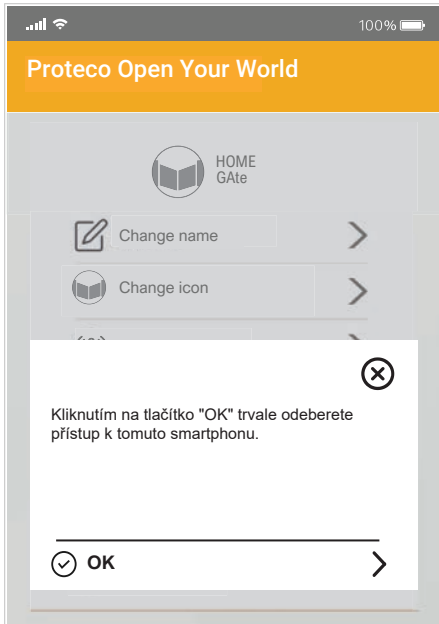 100%
Proteco Open Your World
HOME
GAte
Change name
Change icon
Kliknutím na tlačítko "OK" trvale odeberete
přístup k tomuto smartphonu.
OK